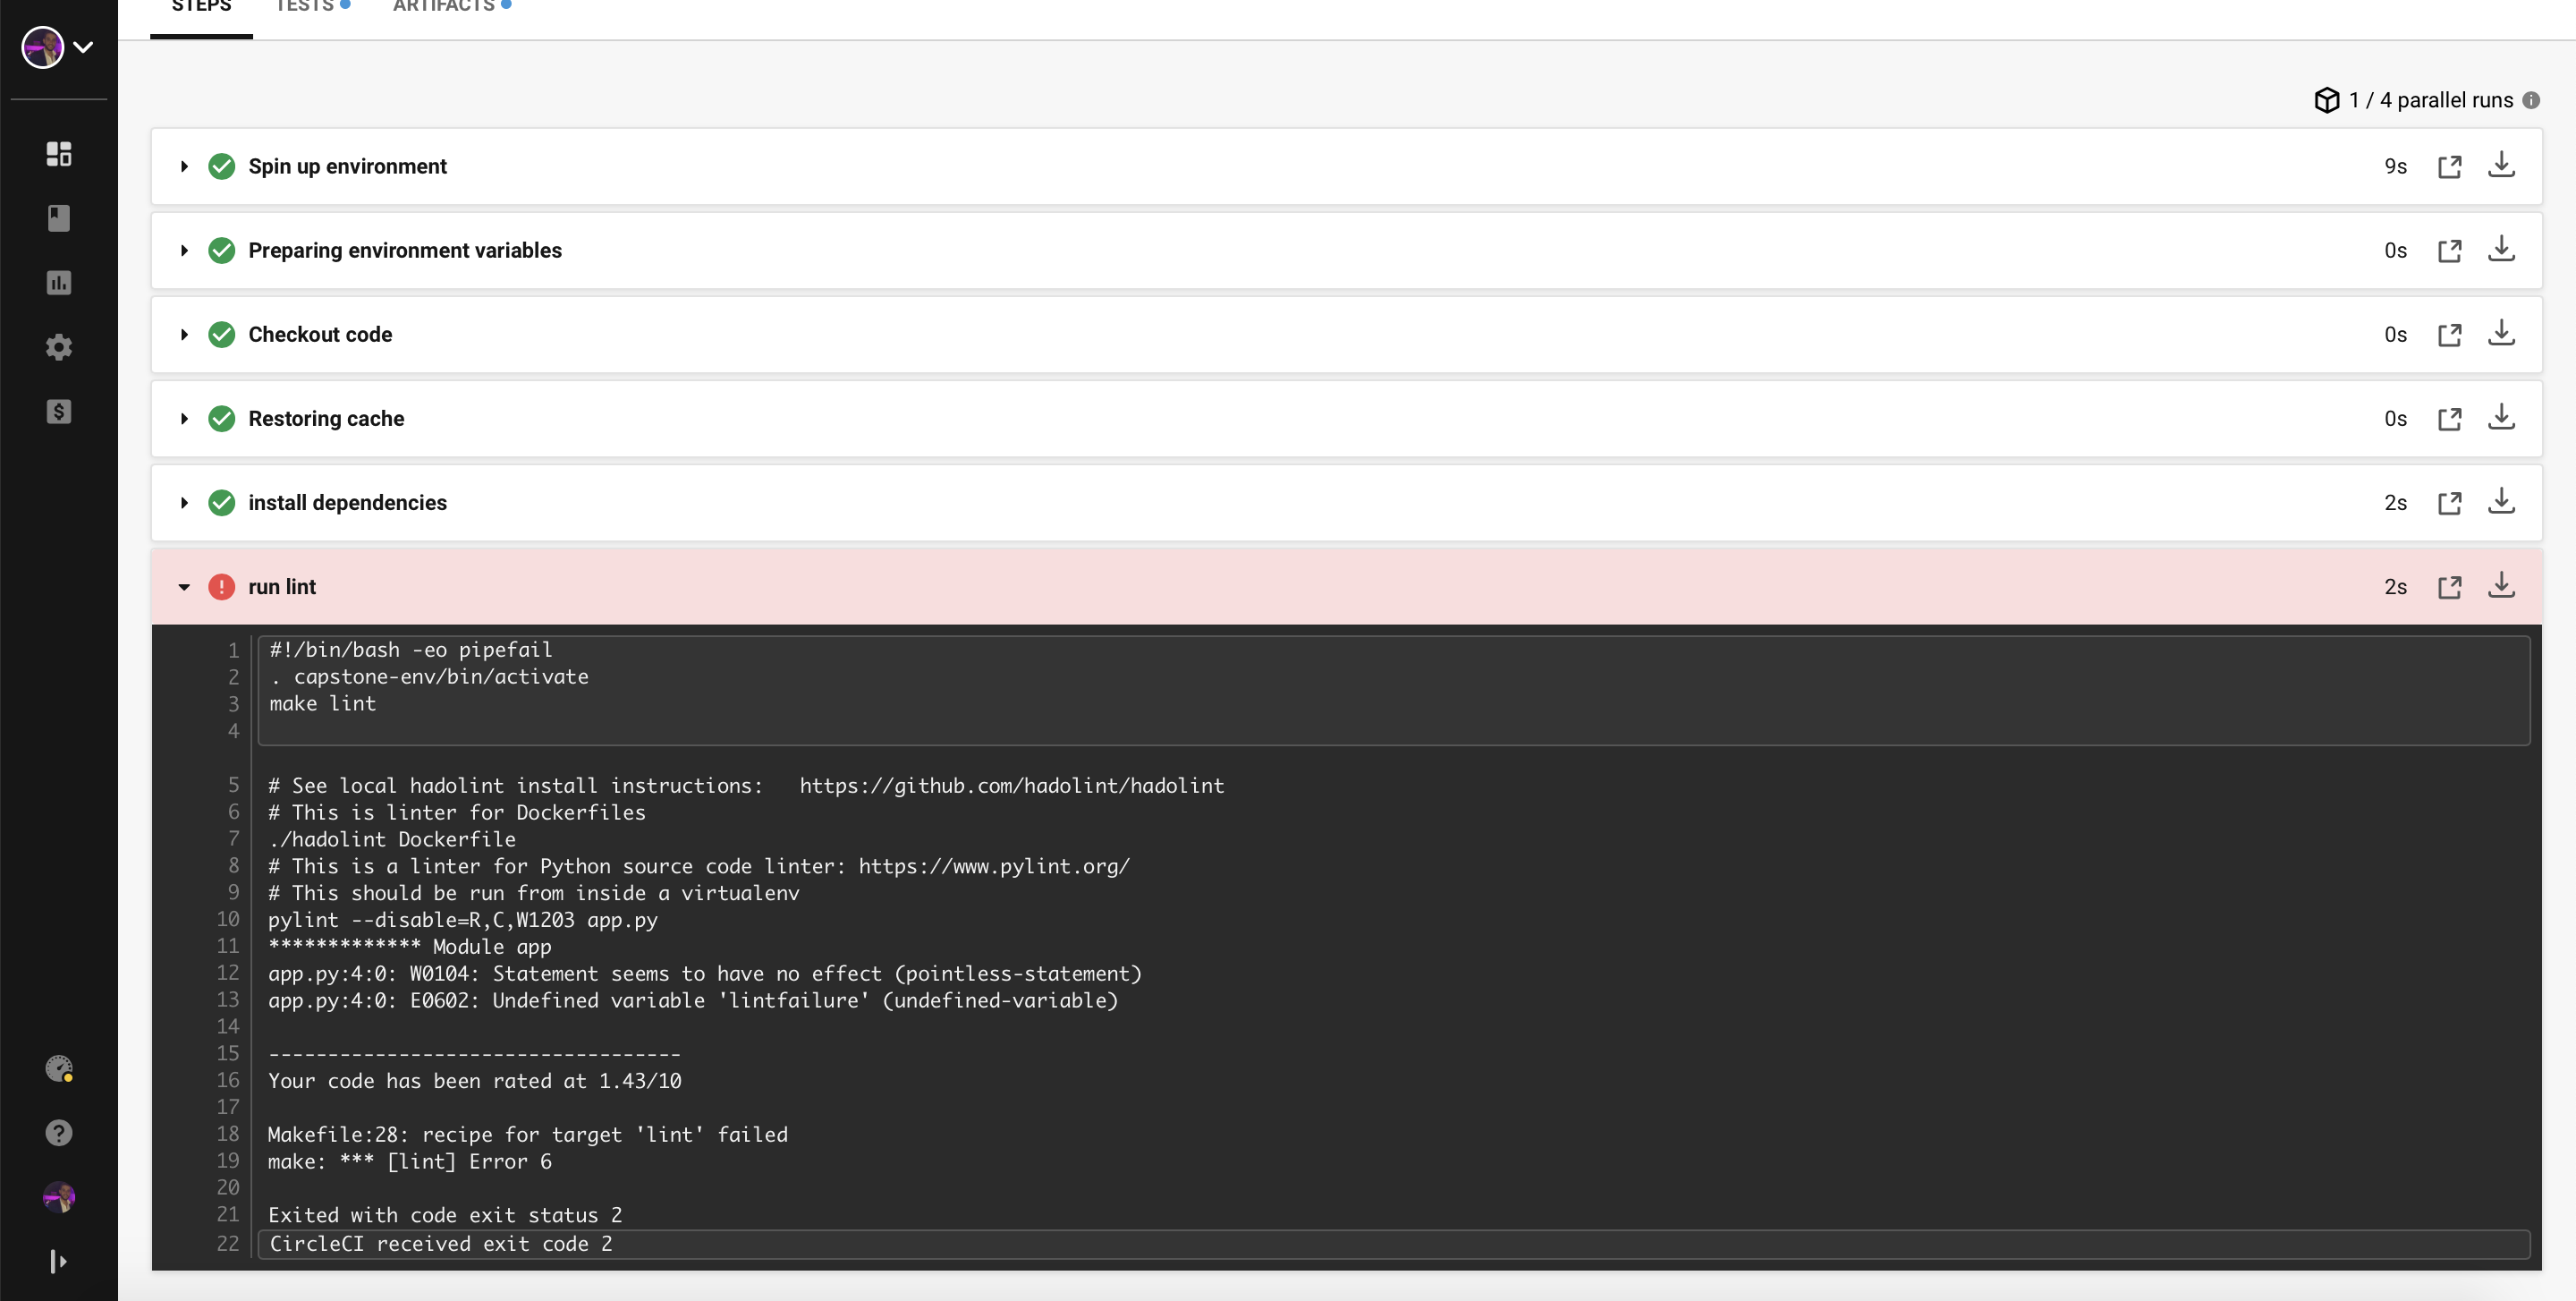 STEPS TESTS ARTIFACTS
1 / 4 parallel runs
Spin up environment 9s
Preparing environment variables 0s
Checkout code 0s
Restoring cache 0s
install dependencies 2s
run lint 2s
1 #!/bin/bash -eo pipefail
2 . capstone-env/bin/activate
3 make lint
4
5 # See local hadolint install instructions:   https://github.com/hadolint/hadolint
6 # This is linter for Dockerfiles
7 ./hadolint Dockerfile
8 # This is a linter for Python source code linter: https://www.pylint.org/
9 # This should be run from inside a virtualenv
10 pylint --disable=R,C,W1203 app.py
11 ************* Module app
12 app.py:4:0: W0104: Statement seems to have no effect (pointless-statement)
13 app.py:4:0: E0602: Undefined variable 'lintfailure' (undefined-variable)
14
15 -----------------------------------
16 Your code has been rated at 1.43/10
17
18 Makefile:28: recipe for target 'lint' failed
19 make: *** [lint] Error 6
20
21 Exited with code exit status 2
22 CircleCI received exit code 2